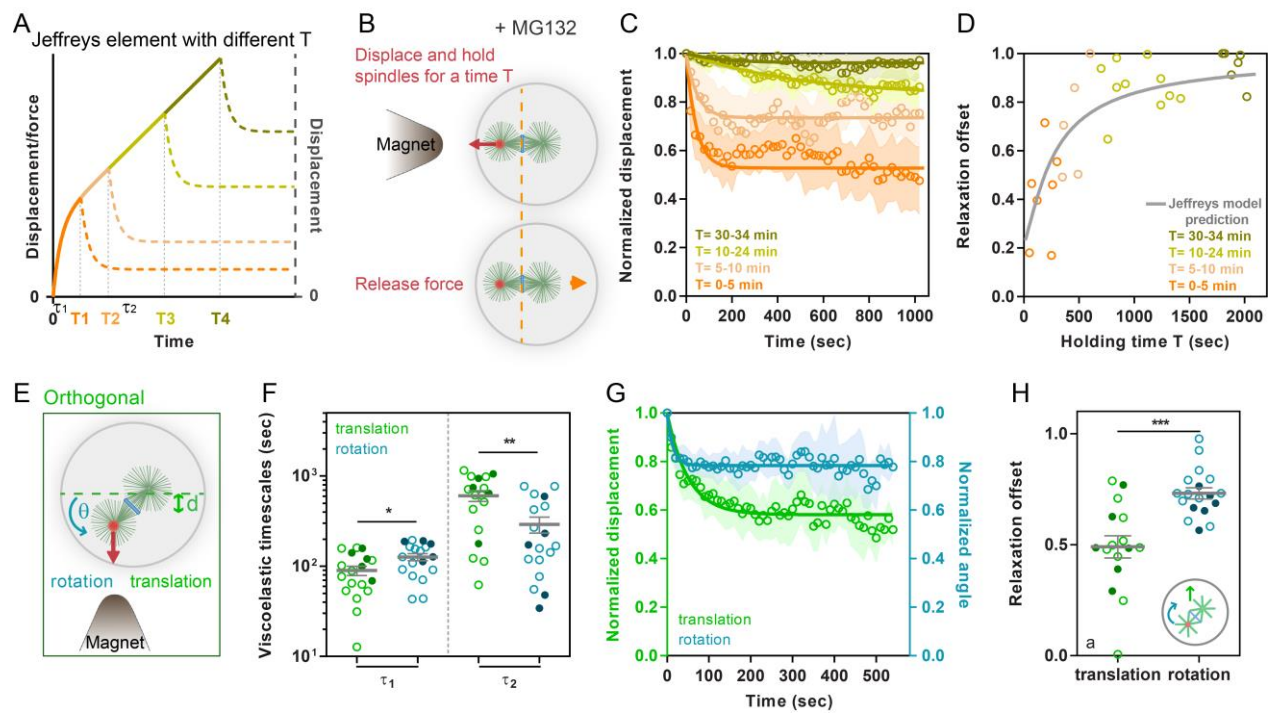 A
Jeffreys element with different T
Displacement/force
Displacement
0
0
0
τ1
T1
T2
τ2
T3
T4
Time
B
+ MG132
Displace and hold
spindles for a time T
Magnet
Release force
C
Normalized displacement
1.0
0.8
0.6
0.4
0.2
0.0
T= 30-34 min
T= 10-24 min
T= 5-10 min
T= 0-5 min
0 200 400 600 800 1000
Time (sec)
D
Relaxation offset
1.0
0.8
0.6
0.4
0.2
0.0
Jeffreys model
prediction
T= 30-34 min
T= 10-24 min
T= 5-10 min
T= 0-5 min
0 500 1000 1500 2000
Holding time T (sec)
E
Orthogonal
θ
d
rotation translation
Magnet
F
Viscoelastic timescales (sec)
translation
rotation
10³
10²
10¹
*
**
τ1
τ2
G
Normalized displacement
1.0
0.8
0.6
0.4
0.2
0.0
translation
rotation
0 100 200 300 400 500
Time (sec)
1.0
0.8
0.6
0.4
0.2
0.0
Normalized angle
H
Relaxation offset
1.0
0.5
0.0
***
a
translation rotation